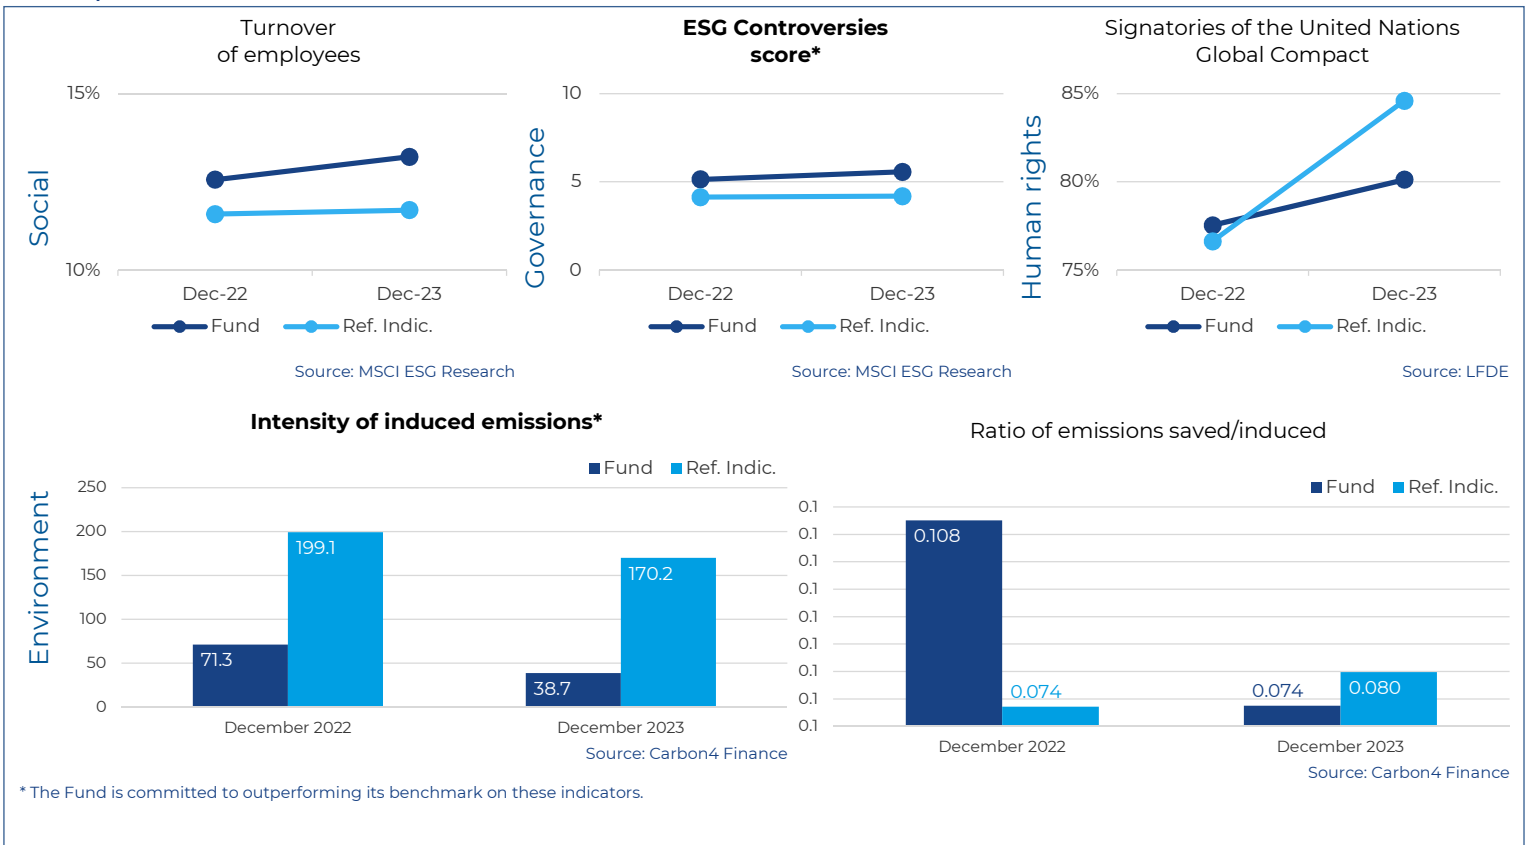 Turnover
of employees
15%
10%
Social
Dec-22
Dec-23
Fund
Ref. Indic.
Source: MSCI ESG Research
ESG Controversies
score*
10
5
0
Governance
Dec-22
Dec-23
Fund
Ref. Indic.
Source: MSCI ESG Research
Signatories of the United Nations
Global Compact
85%
80%
75%
Human rights
Dec-22
Dec-23
Fund
Ref. Indic.
Source: LFDE
Intensity of induced emissions*
Fund
Ref. Indic.
250
200
150
100
50
0
Environment
199.1
71.3
170.2
38.7
December 2022
December 2023
Source: Carbon4 Finance
Ratio of emissions saved/induced
Fund
Ref. Indic.
0.1
0.1
0.1
0.1
0.1
0.1
0.1
0.1
0.1
0.108
0.074
0.074
0.080
December 2022
December 2023
Source: Carbon4 Finance
* The Fund is committed to outperforming its benchmark on these indicators.